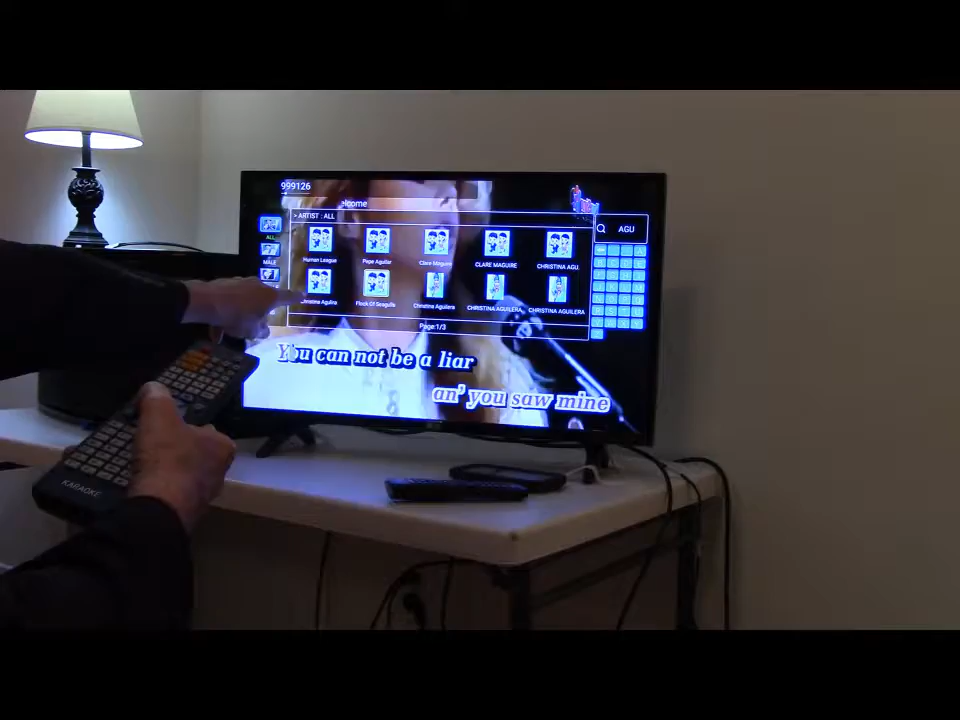 999126
elcome
> ARTIST : ALL
AGU
ALL
MALE
Human League
Pepe Aguilar
Clare Maguire
CLARE MAGUIRE
CHRISTINA AGU.
Christina Agulira
Flock Of Seagulls
Christina Aguilera
CHRISTINA AGUILERA
CHRISTINA AGUILERA
Page:1/3
You can not be a liar
an' you saw mine
KARAOKE